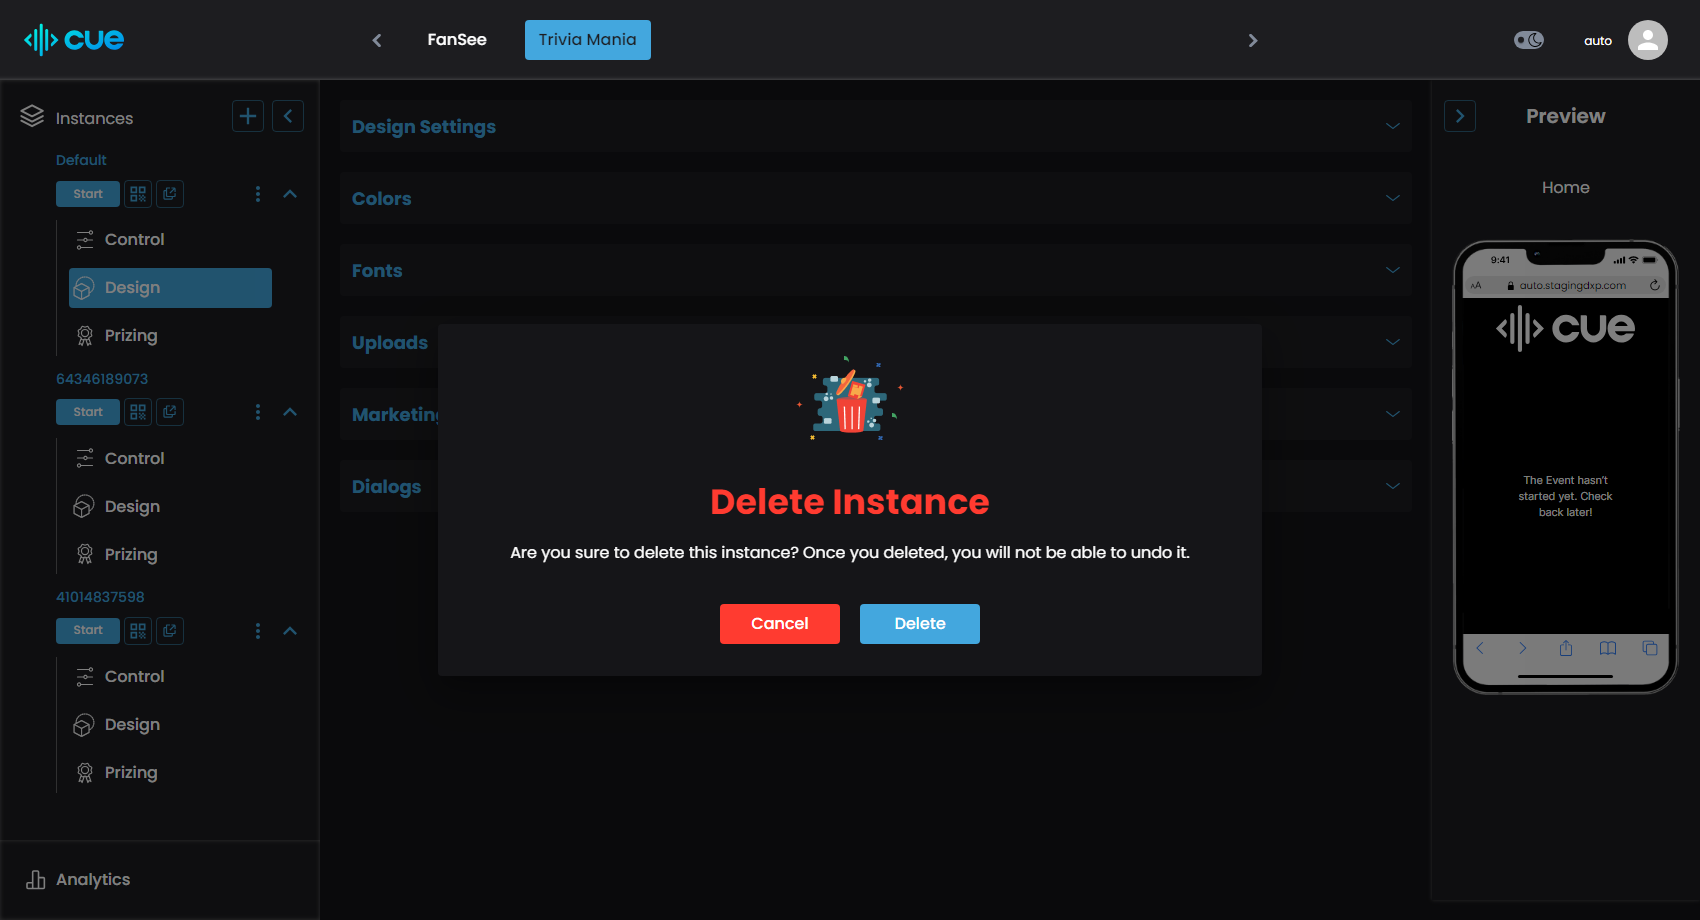 cue
FanSee
Trivia Mania
auto
Instances
Default
Start
Control
Design
Prizing
64346189073
Start
Control
Design
Prizing
41014837598
Start
Control
Design
Prizing
Analytics
Design Settings
Colors
Fonts
Uploads
Marketing
Dialogs
Delete Instance
Are you sure to delete this instance? Once you deleted, you will not be able to undo it.
Cancel
Delete
Preview
Home
9:41
AA auto.stagingdxp.com
cue
The Event hasn't
started yet. Check
back later!